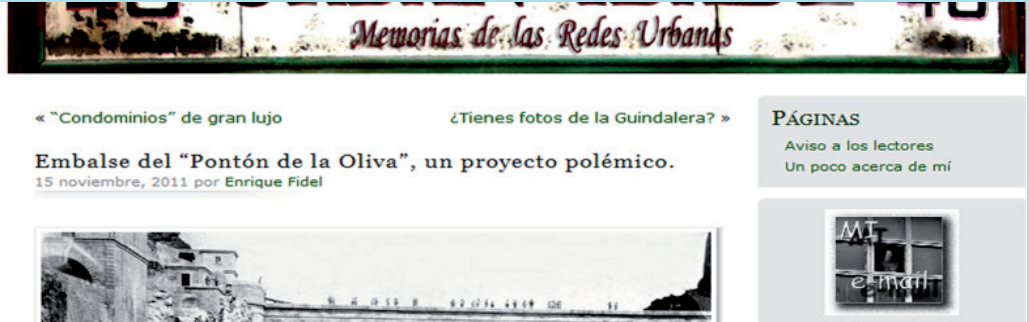 Memorias de las Redes Urbanas
« “Condominios” de gran lujo
¿Tienes fotos de la Guindalera? »
Embalse del “Pontón de la Oliva”, un proyecto polémico.
15 noviembre, 2011 por Enrique Fidel
PÁGINAS
Aviso a los lectores
Un poco acerca de mí
MI
e-mail